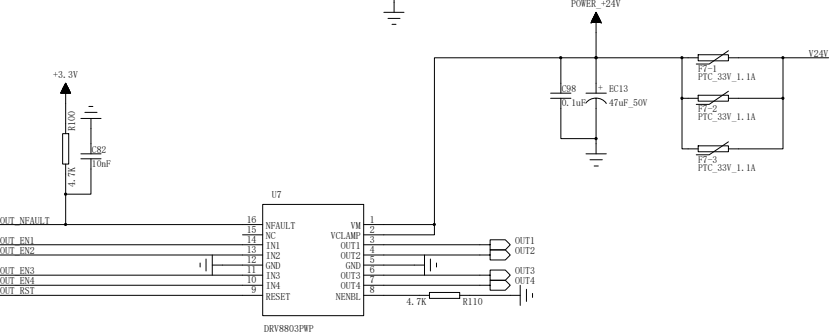 POWER_+24V
V24V
F7-1
PTC_33V_1.1A
F7-2
PTC_33V_1.1A
F7-3
PTC_33V_1.1A
C98
0.1uF
+
EC13
47uF_50V
+3.3V
R100
4.7K
C82
10nF
U7
OUT_NFAULT
OUT_EN1
OUT_EN2
OUT_EN3
OUT_EN4
OUT_RST
16 NFAULT VM 1
15 NC VCLAMP 2
14 IN1 OUT1 3
13 IN2 OUT2 4
12 GND GND 5
11 IN3 OUT3 6
10 IN4 OUT4 7
9 RESET NENBL 8
OUT1
OUT2
OUT3
OUT4
4.7K
R110
DRV8803PWP